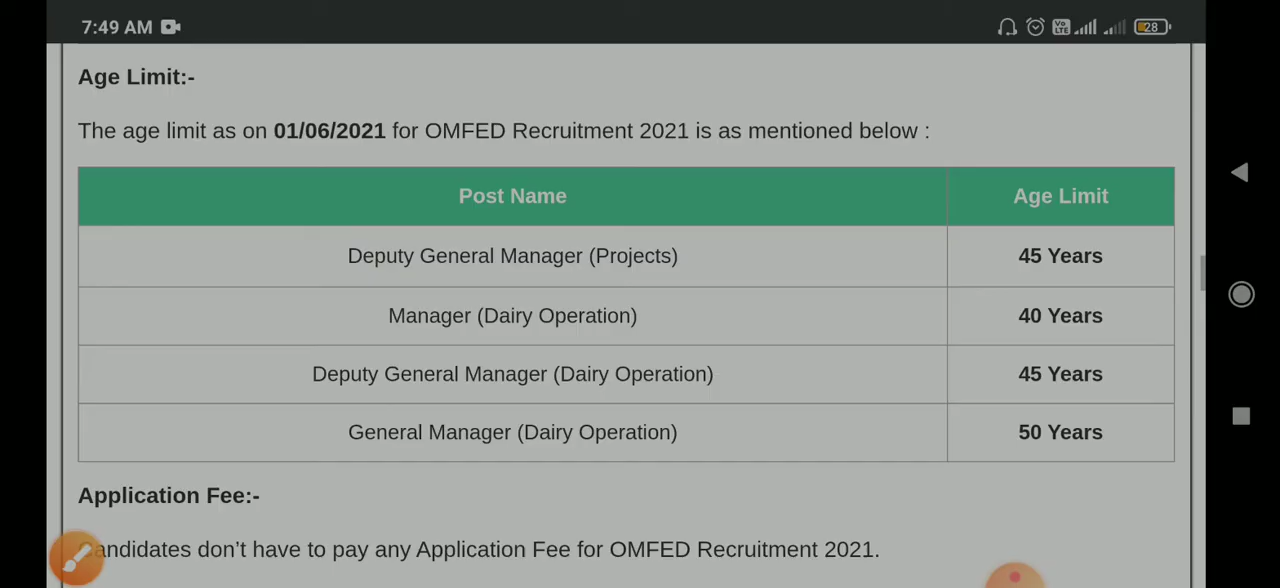 7:49 AM
Vo LTE
28
Age Limit:-
The age limit as on 01/06/2021 for OMFED Recruitment 2021 is as mentioned below :
Post Name Age Limit
Deputy General Manager (Projects) 45 Years
Manager (Dairy Operation) 40 Years
Deputy General Manager (Dairy Operation) 45 Years
General Manager (Dairy Operation) 50 Years
Application Fee:-
Candidates don’t have to pay any Application Fee for OMFED Recruitment 2021.